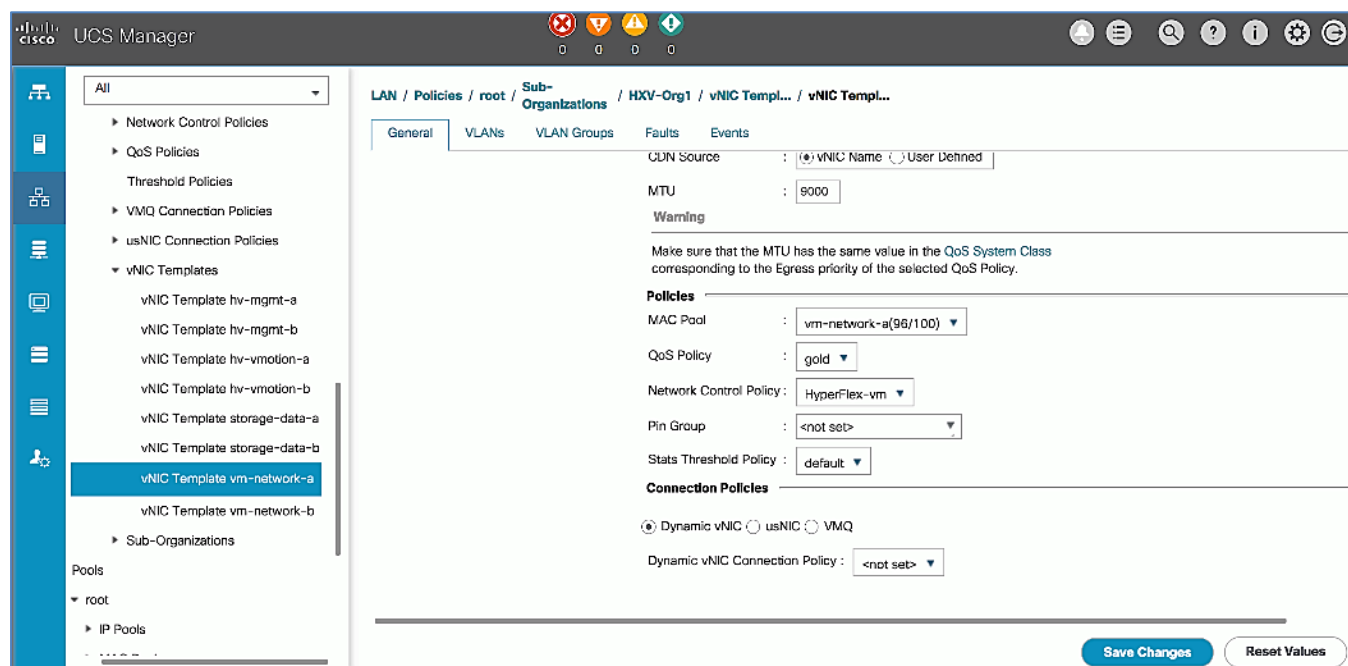 cisco UCS Manager
0 0 0 0
All
Network Control Policies
QoS Policies
Threshold Policies
VMQ Connection Policies
usNIC Connection Policies
vNIC Templates
vNIC Template hv-mgmt-a
vNIC Template hv-mgmt-b
vNIC Template hv-vmotion-a
vNIC Template hv-vmotion-b
vNIC Template storage-data-a
vNIC Template storage-data-b
vNIC Template vm-network-a
vNIC Template vm-network-b
Sub-Organizations
Pools
root
IP Pools
LAN / Policies / root / Sub-Organizations / HXV-Org1 / vNIC Templ... / vNIC Templ...
General VLANs VLAN Groups Faults Events
CDN Source : vNIC Name User Defined
MTU : 9000
Warning
Make sure that the MTU has the same value in the QoS System Class
corresponding to the Egress priority of the selected QoS Policy.
Policies
MAC Pool : vm-network-a(96/100)
QoS Policy : gold
Network Control Policy : HyperFlex-vm
Pin Group : <not set>
Stats Threshold Policy : default
Connection Policies
Dynamic vNIC usNIC VMQ
Dynamic vNIC Connection Policy : <not set>
Save Changes Reset Values